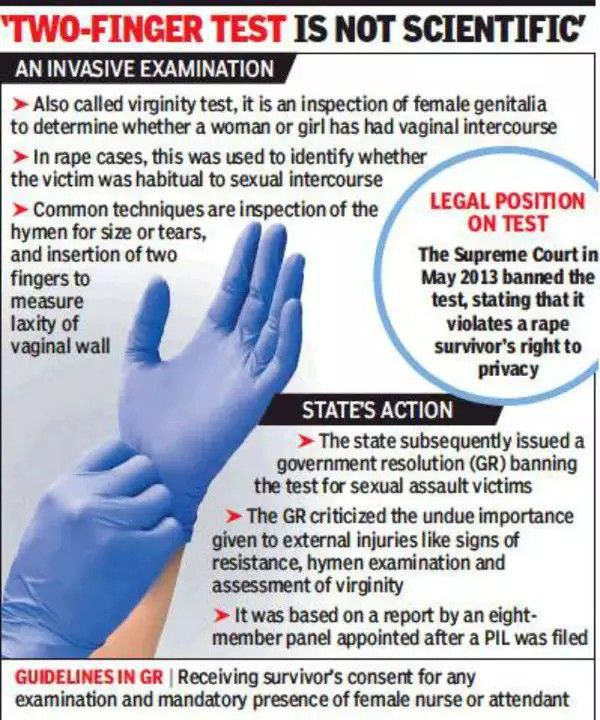 'TWO-FINGER TEST IS NOT SCIENTIFIC'
AN INVASIVE EXAMINATION
➤ Also called virginity test, it is an inspection of female genitalia
to determine whether a woman or girl has had vaginal intercourse
➤ In rape cases, this was used to identify whether
the victim was habitual to sexual intercourse
➤ Common techniques are inspection of the
hymen for size or tears,
and insertion of two
fingers to
measure
laxity of
vaginal wall
LEGAL POSITION
ON TEST
The Supreme Court in
May 2013 banned the
test, stating that it
violates a rape
survivor's right to
privacy
STATE'S ACTION
➤ The state subsequently issued a
government resolution (GR) banning
the test for sexual assault victims
➤ The GR criticized the undue importance
given to external injuries like signs of
resistance, hymen examination and
assessment of virginity
➤ It was based on a report by an eight-
member panel appointed after a PIL was filed
GUIDELINES IN GR | Receiving survivor's consent for any
examination and mandatory presence of female nurse or attendant